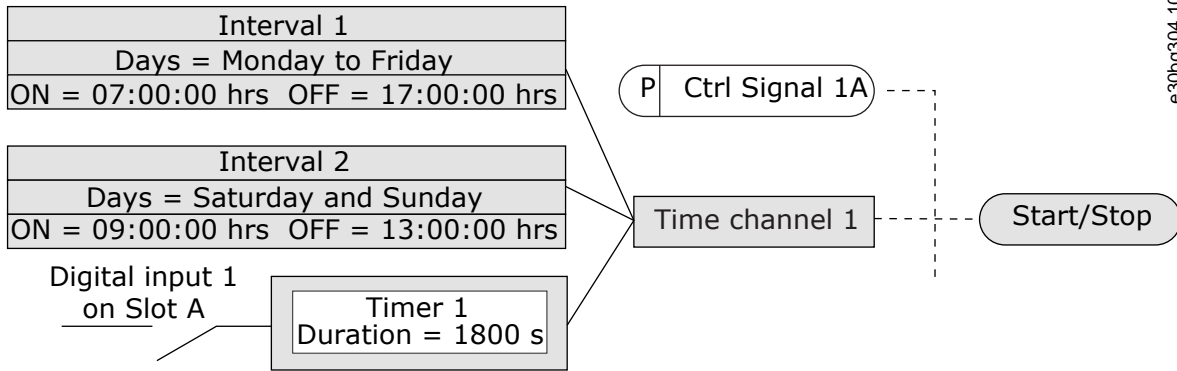 Interval 1
Days = Monday to Friday
ON = 07:00:00 hrs OFF = 17:00:00 hrs
Interval 2
Days = Saturday and Sunday
ON = 09:00:00 hrs OFF = 13:00:00 hrs
Digital input 1
on Slot A
Timer 1
Duration = 1800 s
P Ctrl Signal 1A
Time channel 1
Start/Stop